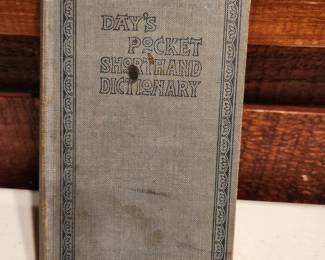 DAY'S
POCKET
SHORTHAND
DICTIONARY